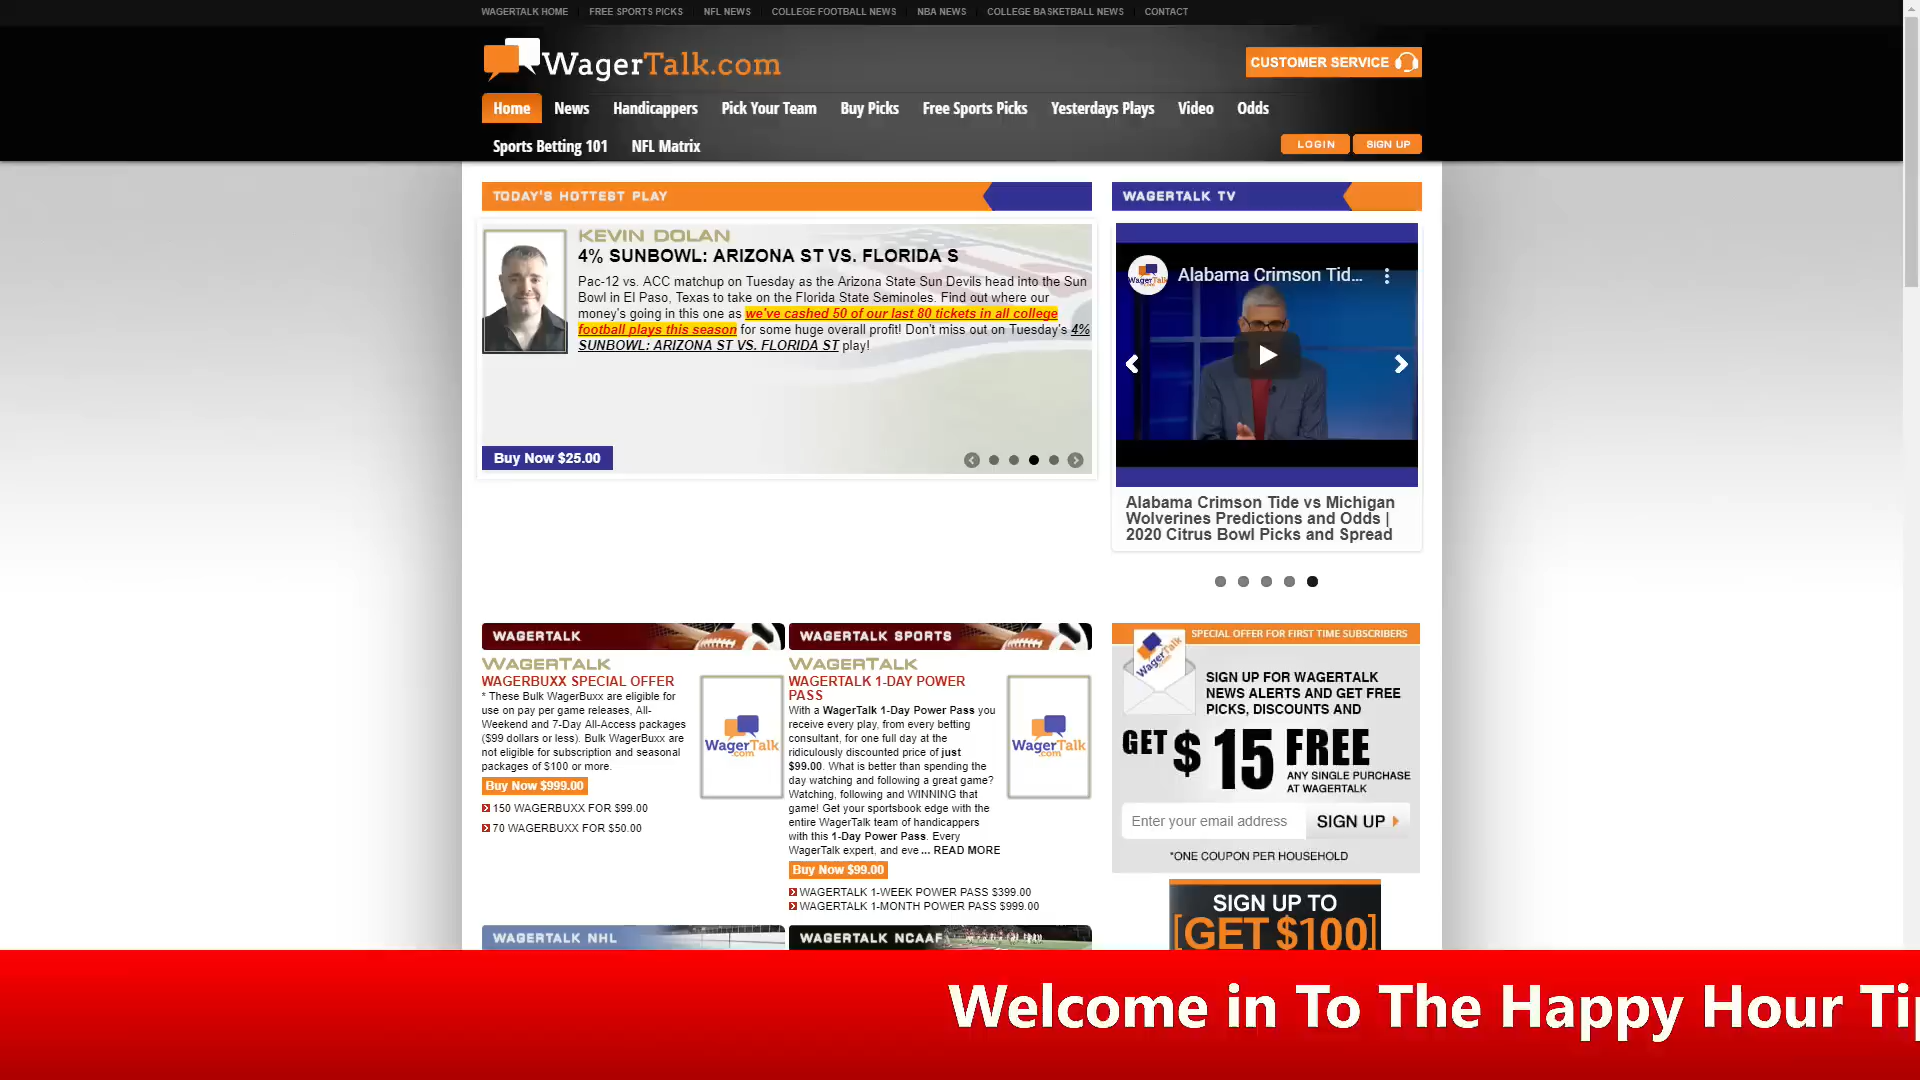 WAGERTALK HOME FREE SPORTS PICKS NFL NEWS COLLEGE FOOTBALL NEWS NBA NEWS COLLEGE BASKETBALL NEWS CONTACT
WagerTalk.com
CUSTOMER SERVICE
Home News Handicappers Pick Your Team Buy Picks Free Sports Picks Yesterdays Plays Video Odds
Sports Betting 101 NFL Matrix
LOGIN SIGN UP
TODAY'S HOTTEST PLAY
KEVIN DOLAN
4% SUNBOWL: ARIZONA ST VS. FLORIDA S
Pac-12 vs. ACC matchup on Tuesday as the Arizona State Sun Devils head into the Sun
Bowl in El Paso, Texas to take on the Florida State Seminoles. Find out where our
money's going in this one as we've cashed 50 of our last 80 tickets in all college
football plays this season for some huge overall profit! Don't miss out on Tuesday's 4%
SUNBOWL: ARIZONA ST VS. FLORIDA ST play!
Buy Now $25.00
WAGERTALK TV
Alabama Crimson Tid...
Alabama Crimson Tide vs Michigan
Wolverines Predictions and Odds |
2020 Citrus Bowl Picks and Spread
WAGERTALK
WAGERTALK
WAGERBUXX SPECIAL OFFER
* These Bulk WagerBuxx are eligible for
use on pay per game releases, All-
Weekend and 7-Day All-Access packages
($99 dollars or less). Bulk WagerBuxx are
not eligible for subscription and seasonal
packages of $100 or more.
Buy Now $999.00
150 WAGERBUXX FOR $99.00
70 WAGERBUXX FOR $50.00
WagerTalk
.com
WAGERTALK SPORTS
WAGERTALK
WAGERTALK 1-DAY POWER
PASS
With a WagerTalk 1-Day Power Pass you
receive every play, from every betting
consultant, for one full day at the
ridiculously discounted price of just
$99.00. What is better than spending the
day watching and following a great game?
Watching, following and WINNING that
game! Get your sportsbook edge with the
entire WagerTalk team of handicappers
with this 1-Day Power Pass. Every
WagerTalk expert, and eve... READ MORE
Buy Now $99.00
WAGERTALK 1-WEEK POWER PASS $399.00
WAGERTALK 1-MONTH POWER PASS $999.00
WagerTalk
.com
SPECIAL OFFER FOR FIRST TIME SUBSCRIBERS
WagerTalk
SIGN UP FOR WAGERTALK
NEWS ALERTS AND GET FREE
PICKS, DISCOUNTS AND
GET $15 FREE
ANY SINGLE PURCHASE
AT WAGERTALK
Enter your email address SIGN UP
*ONE COUPON PER HOUSEHOLD
SIGN UP TO
[GET $100]
WAGERTALK NHL
WAGERTALK NCAAF
Welcome in To The Happy Hour Tip